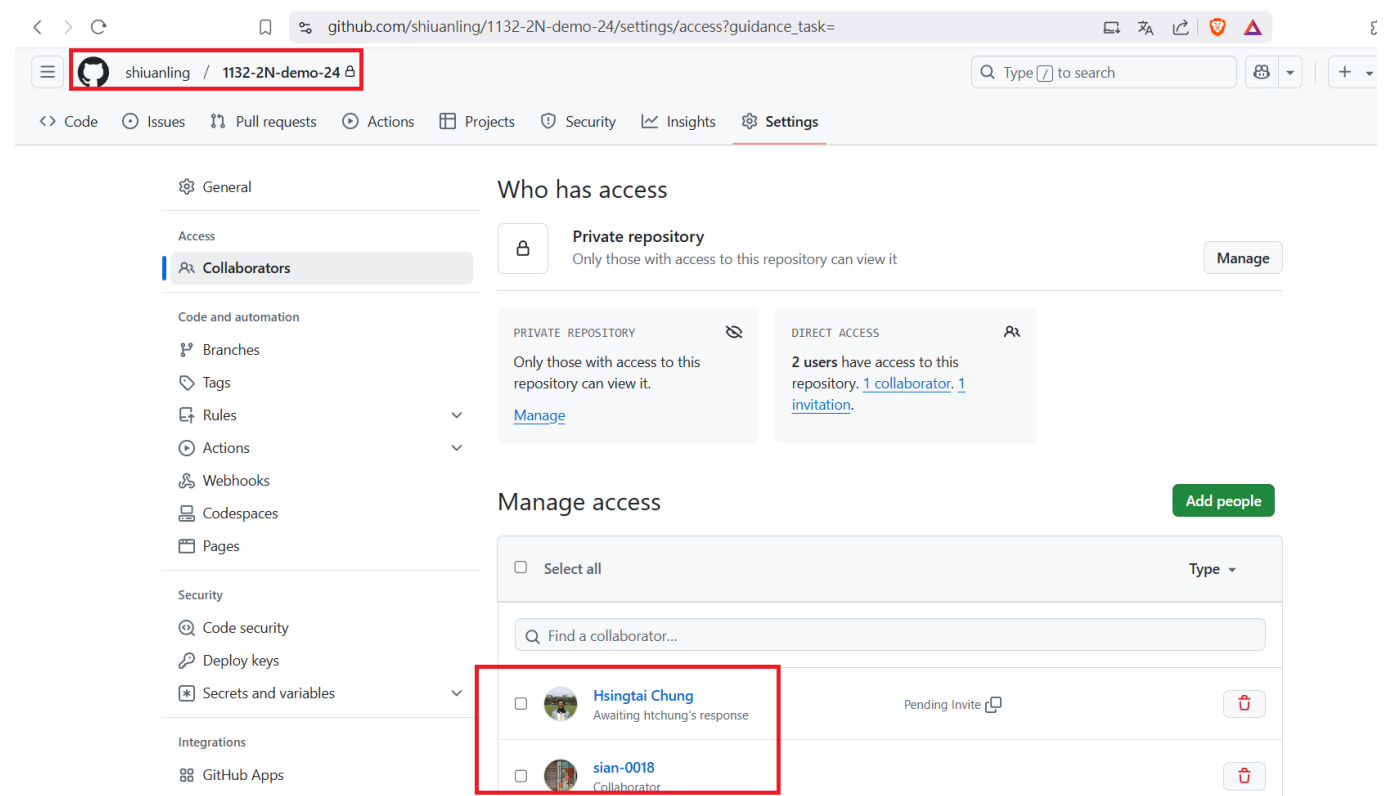 github.com/shiuanling/1132-2N-demo-24/settings/access?guidance_task=
shiuanling / 1132-2N-demo-24
Type / to search
Code Issues Pull requests Actions Projects Security Insights Settings
General
Access
Collaborators
Code and automation
Branches
Tags
Rules
Actions
Webhooks
Codespaces
Pages
Security
Code security
Deploy keys
Secrets and variables
Integrations
GitHub Apps
Who has access
Private repository
Only those with access to this repository can view it
Manage
PRIVATE REPOSITORY
Only those with access to this
repository can view it.
Manage
DIRECT ACCESS
2 users have access to this
repository. 1 collaborator. 1
invitation.
Manage access
Add people
Select all
Type
Find a collaborator...
Hsingtai Chung
Awaiting htchung's response
Pending Invite
sian-0018
Collaborator